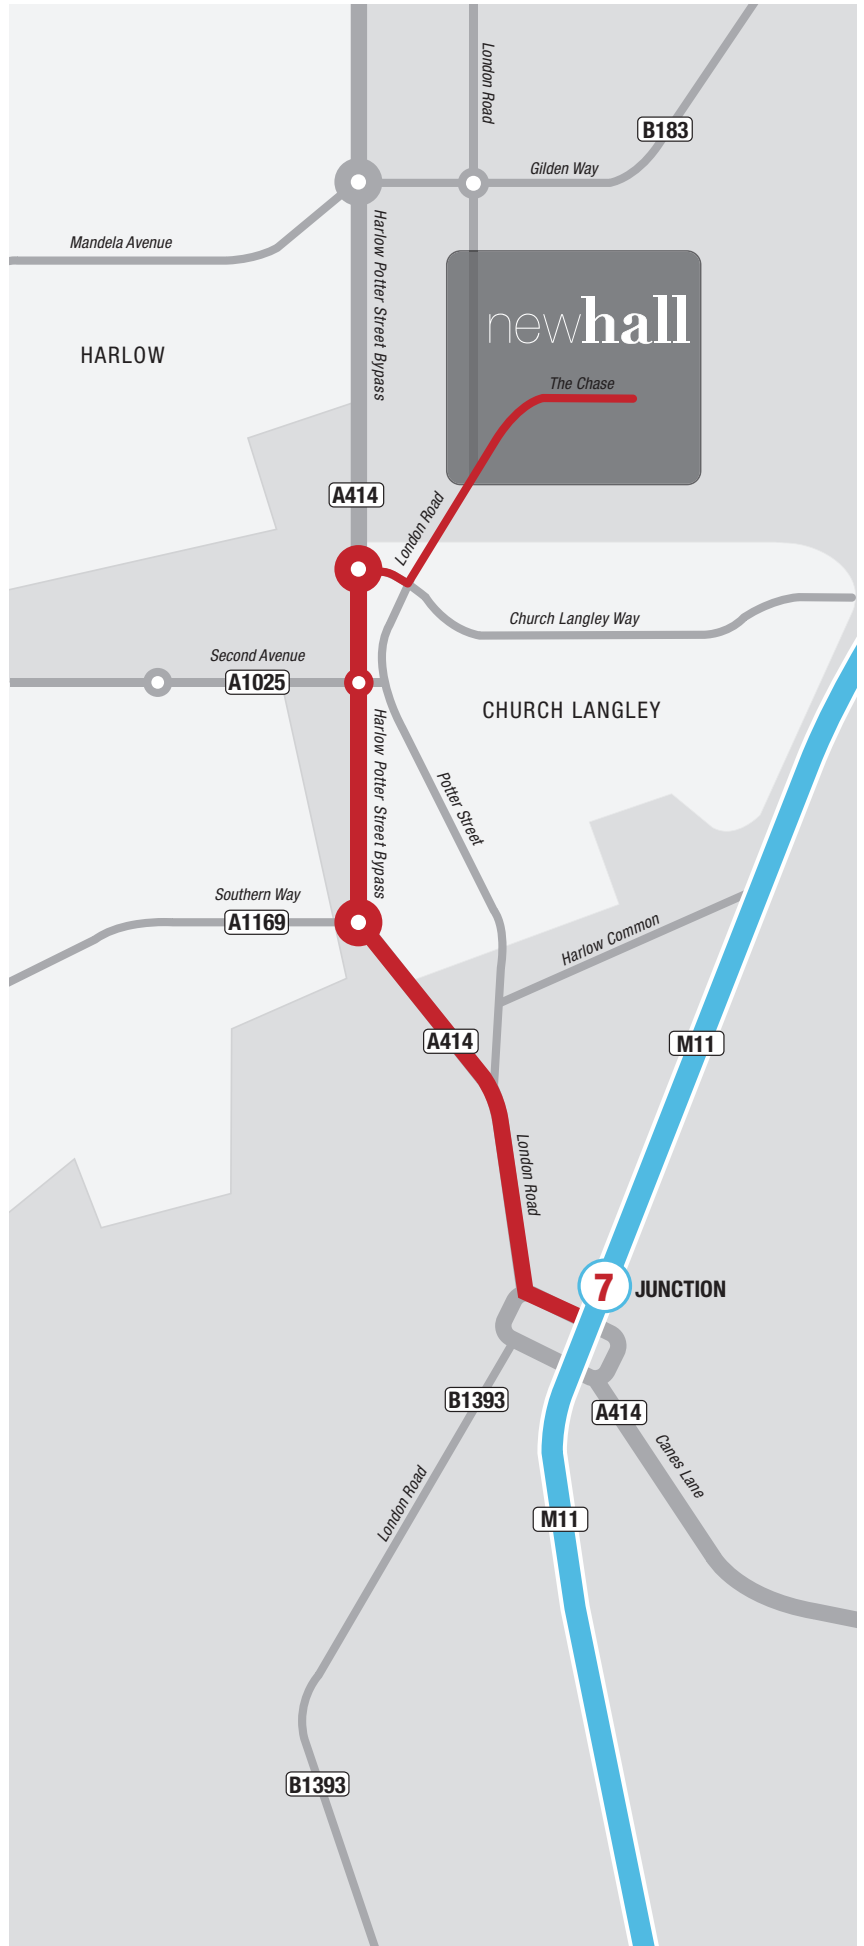 London Road
B183
Gilden Way
Mandela Avenue
Harlow Potter Street Bypass
newhall
HARLOW
The Chase
A414
London Road
Church Langley Way
Second Avenue
A1025
CHURCH LANGLEY
Harlow Potter Street Bypass
Potter Street
Southern Way
A1169
Harlow Common
A414
M11
London Road
7 JUNCTION
B1393
A414
Canes Lane
London Road
M11
B1393